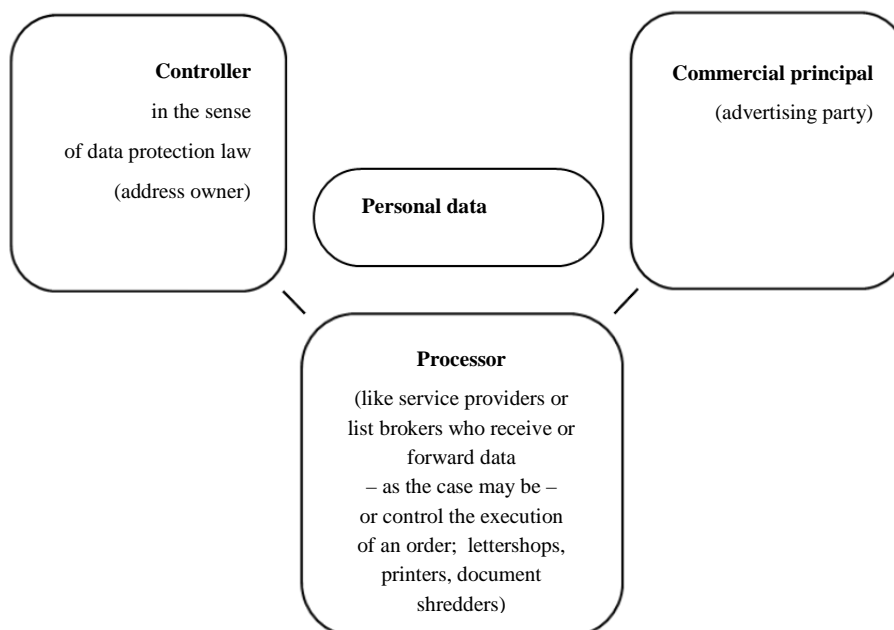 Controller
in the sense
of data protection law
(address owner)
Commercial principal
(advertising party)
Personal data
Processor
(like service providers or
list brokers who receive or
forward data
– as the case may be –
or control the execution
of an order; lettershops,
printers, document
shredders)